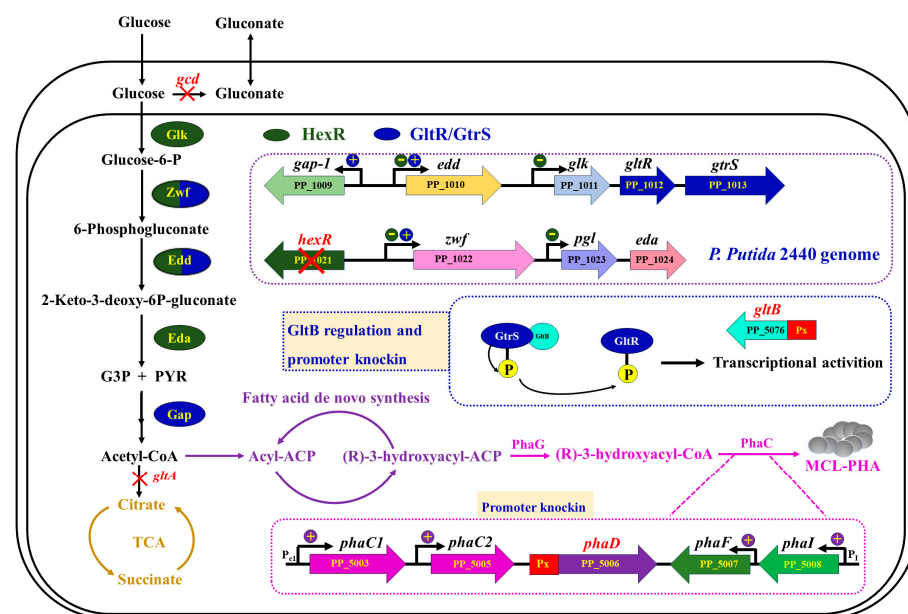 Glucose
Gluconate
gcd
Glucose
Gluconate
Glk
HexR
GltR/GtrS
Glucose-6-P
gap-1
+
−
+
edd
−
glk
gltR
gtrS
Zwf
PP_1009
PP_1010
PP_1011
PP_1012
PP_1013
6-Phosphogluconate
hexR
−
+
zwf
−
pgl
eda
Edd
PP_1021
PP_1022
PP_1023
PP_1024
P. Putida 2440 genome
2-Keto-3-deoxy-6P-gluconate
GltB regulation and
promoter knockin
gltB
GtrS
GltB
GltR
PP_5076
Px
Eda
P
P
Transcriptional activition
G3P + PYR
Gap
Fatty acid de novo synthesis
Acetyl-CoA
Acyl-ACP
(R)-3-hydroxyacyl-ACP
PhaG
(R)-3-hydroxyacyl-CoA
PhaC
MCL-PHA
gltA
Citrate
TCA
Succinate
Promoter knockin
Pc1
+
phaC1
+
phaC2
phaD
phaF
+
phaI
+
PI
PP_5003
PP_5005
Px
PP_5006
PP_5007
PP_5008